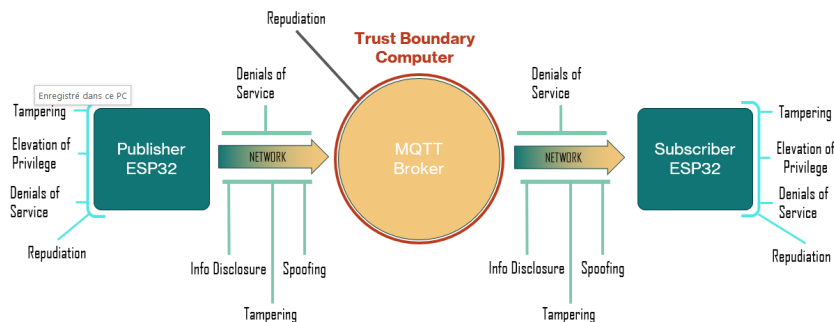 Repudiation
Trust Boundary
Computer
Denials of
Service
Denials of
Service
Enregistré dans ce PC
Tampering
Elevation of
Privilege
Denials of
Service
Repudiation
Publisher
ESP32
NETWORK
MQTT
Broker
NETWORK
Subscriber
ESP32
Tampering
Elevation of
Privilege
Denials of
Service
Repudiation
Info Disclosure
Spoofing
Tampering
Info Disclosure
Spoofing
Tampering